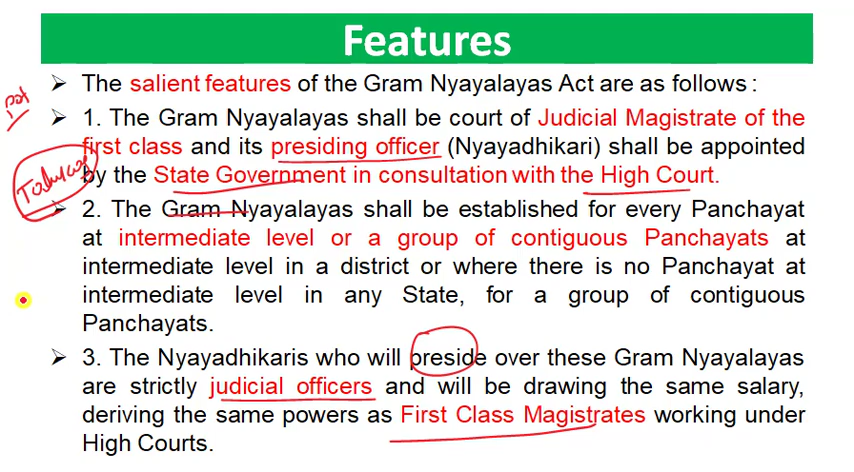 Features
➢ The salient features of the Gram Nyayalayas Act are as follows :
➢ 1. The Gram Nyayalayas shall be court of Judicial Magistrate of the
first class and its presiding officer (Nyayadhikari) shall be appointed
by the State Government in consultation with the High Court.
➢ 2. The Gram Nyayalayas shall be established for every Panchayat
at intermediate level or a group of contiguous Panchayats at
intermediate level in a district or where there is no Panchayat at
intermediate level in any State, for a group of contiguous
Panchayats.
➢ 3. The Nyayadhikaris who will preside over these Gram Nyayalayas
are strictly judicial officers and will be drawing the same salary,
deriving the same powers as First Class Magistrates working under
High Courts.